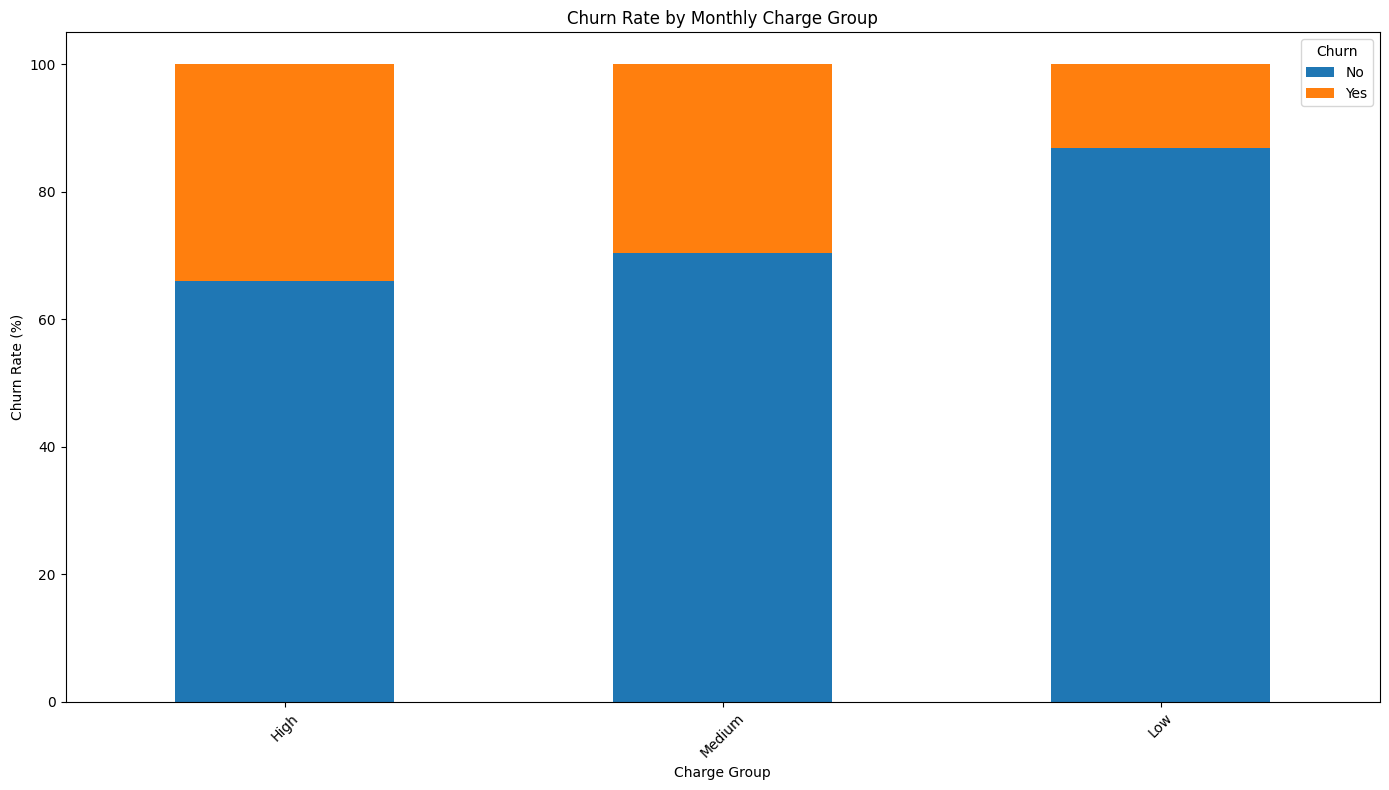 Churn Rate by Monthly Charge Group
Churn
No
Yes
100
80
60
40
20
0
Churn Rate (%)
High
Medium
Low
Charge Group